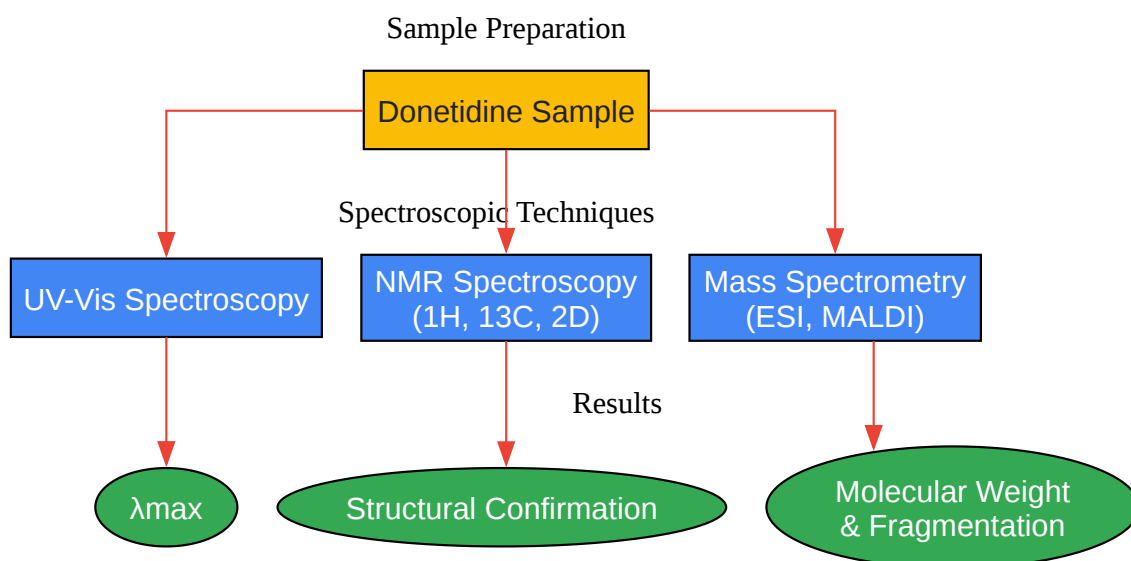 Sample Preparation
Donetidine Sample
Spectroscopic Techniques
UV-Vis Spectroscopy
NMR Spectroscopy
(1H, 13C, 2D)
Mass Spectrometry
(ESI, MALDI)
Results
λmax
Structural Confirmation
Molecular Weight
& Fragmentation